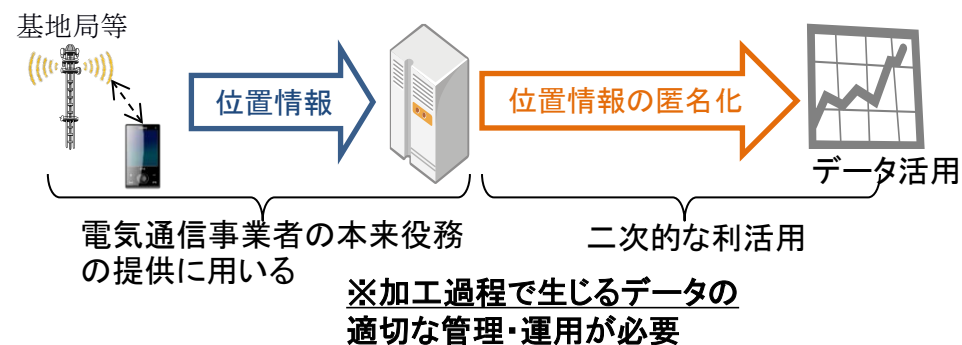 基地局等
位置情報
位置情報の匿名化
データ活用
電気通信事業者の本来役務
の提供に用いる
二次的な利活用
※加工過程で生じるデータの
適切な管理・運用が必要